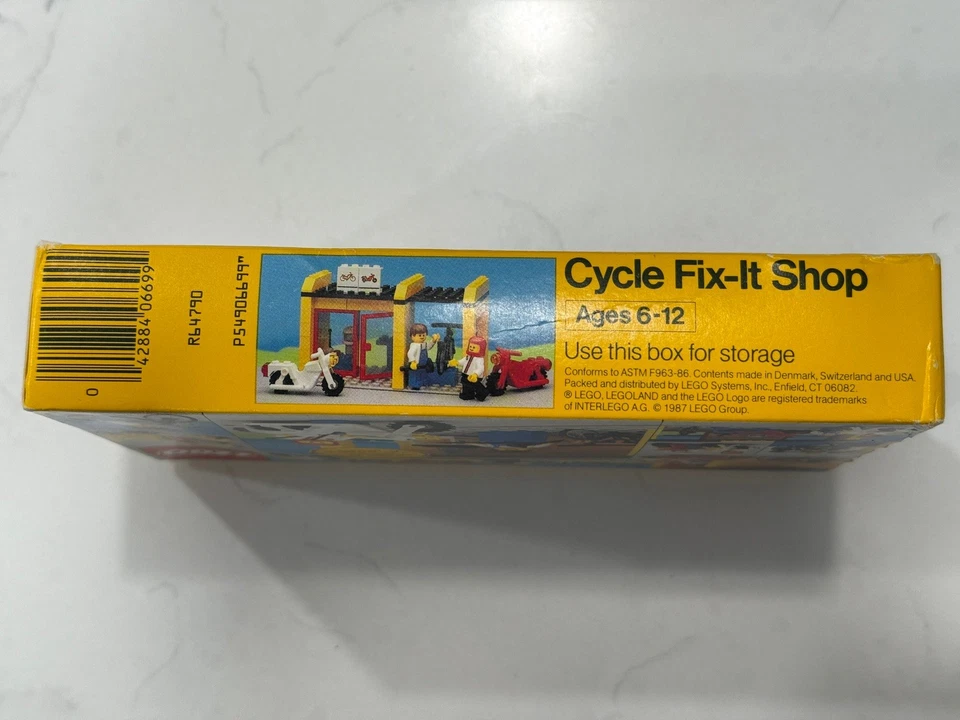 0
42884 06699
R64790
P54906699"
Cycle Fix-It Shop
Ages 6-12
Use this box for storage
Conforms to ASTM F963-86. Contents made in Denmark, Switzerland and USA.
Packed and distributed by LEGO Systems, Inc., Enfield, CT 06082.
® LEGO, LEGOLAND and the LEGO Logo are registered trademarks
of INTERLEGO A.G. © 1987 LEGO Group.